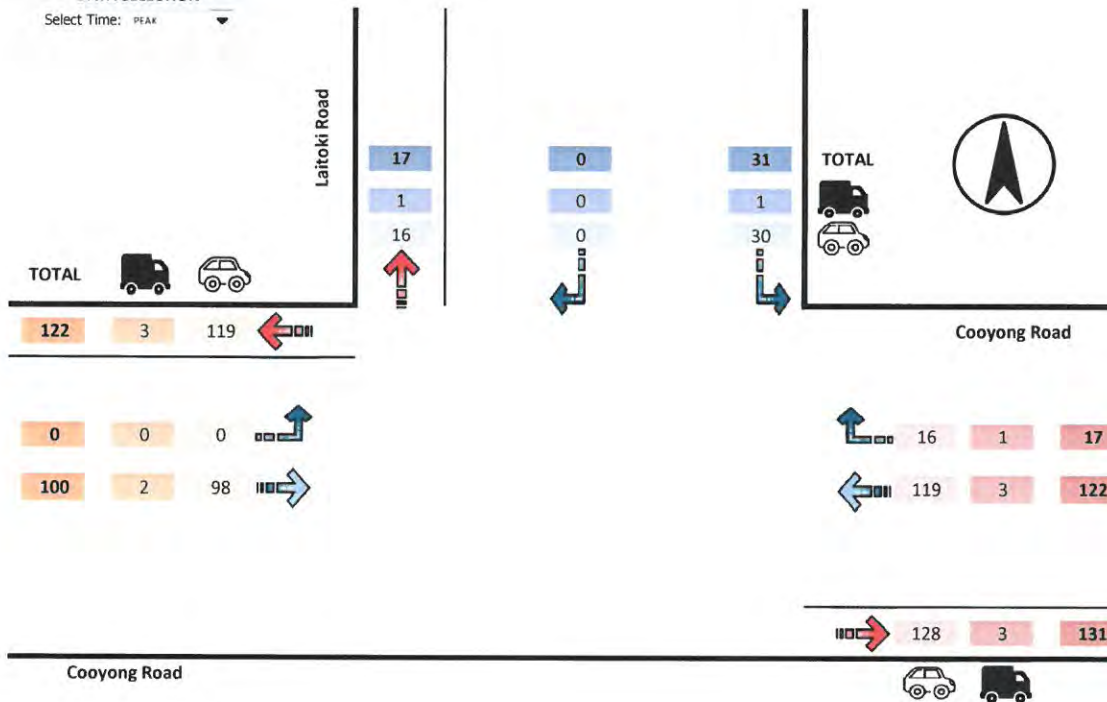 Select Time: PEAK
Laitoki Road
17 0 31 TOTAL
1 0 1
16 0 30
TOTAL
122 3 119
Cooyong Road
0 0 0
16 1 17
100 2 98
119 3 122
128 3 131
Cooyong Road